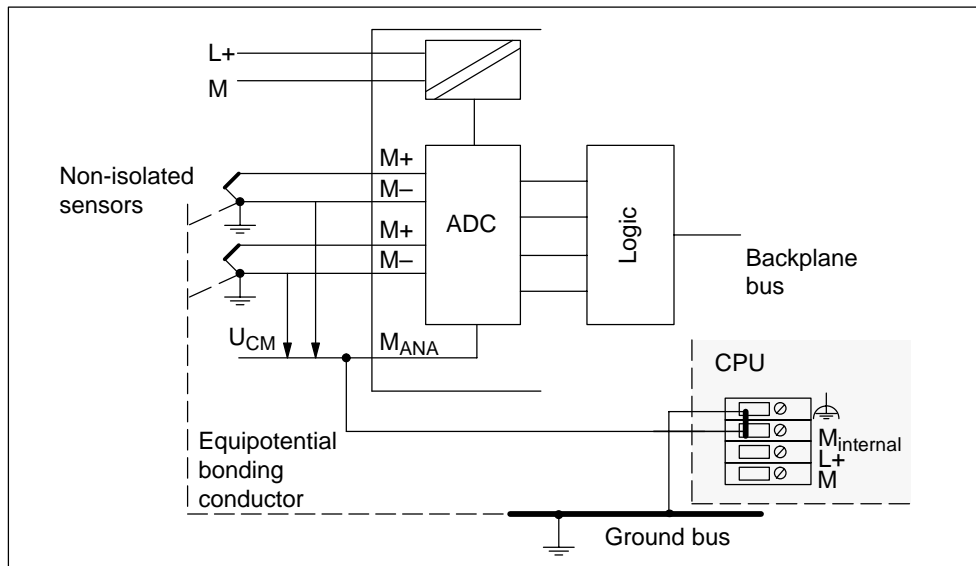 L+
M
Non-isolated
sensors
M+
M–
M+
M–
ADC
Logic
Backplane
bus
UCM
MANA
CPU
Minternal
L+
M
Equipotential
bonding
conductor
Ground bus